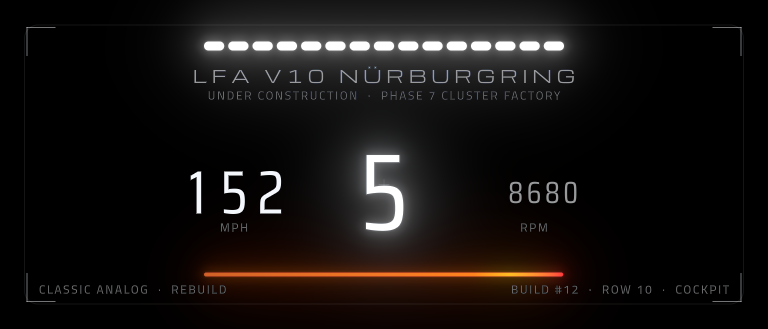 LFA V10 NÜRBURGRING
UNDER CONSTRUCTION · PHASE 7 CLUSTER FACTORY
152
MPH
5
8680
RPM
CLASSIC ANALOG · REBUILD
BUILD #12 · ROW 10 · COCKPIT